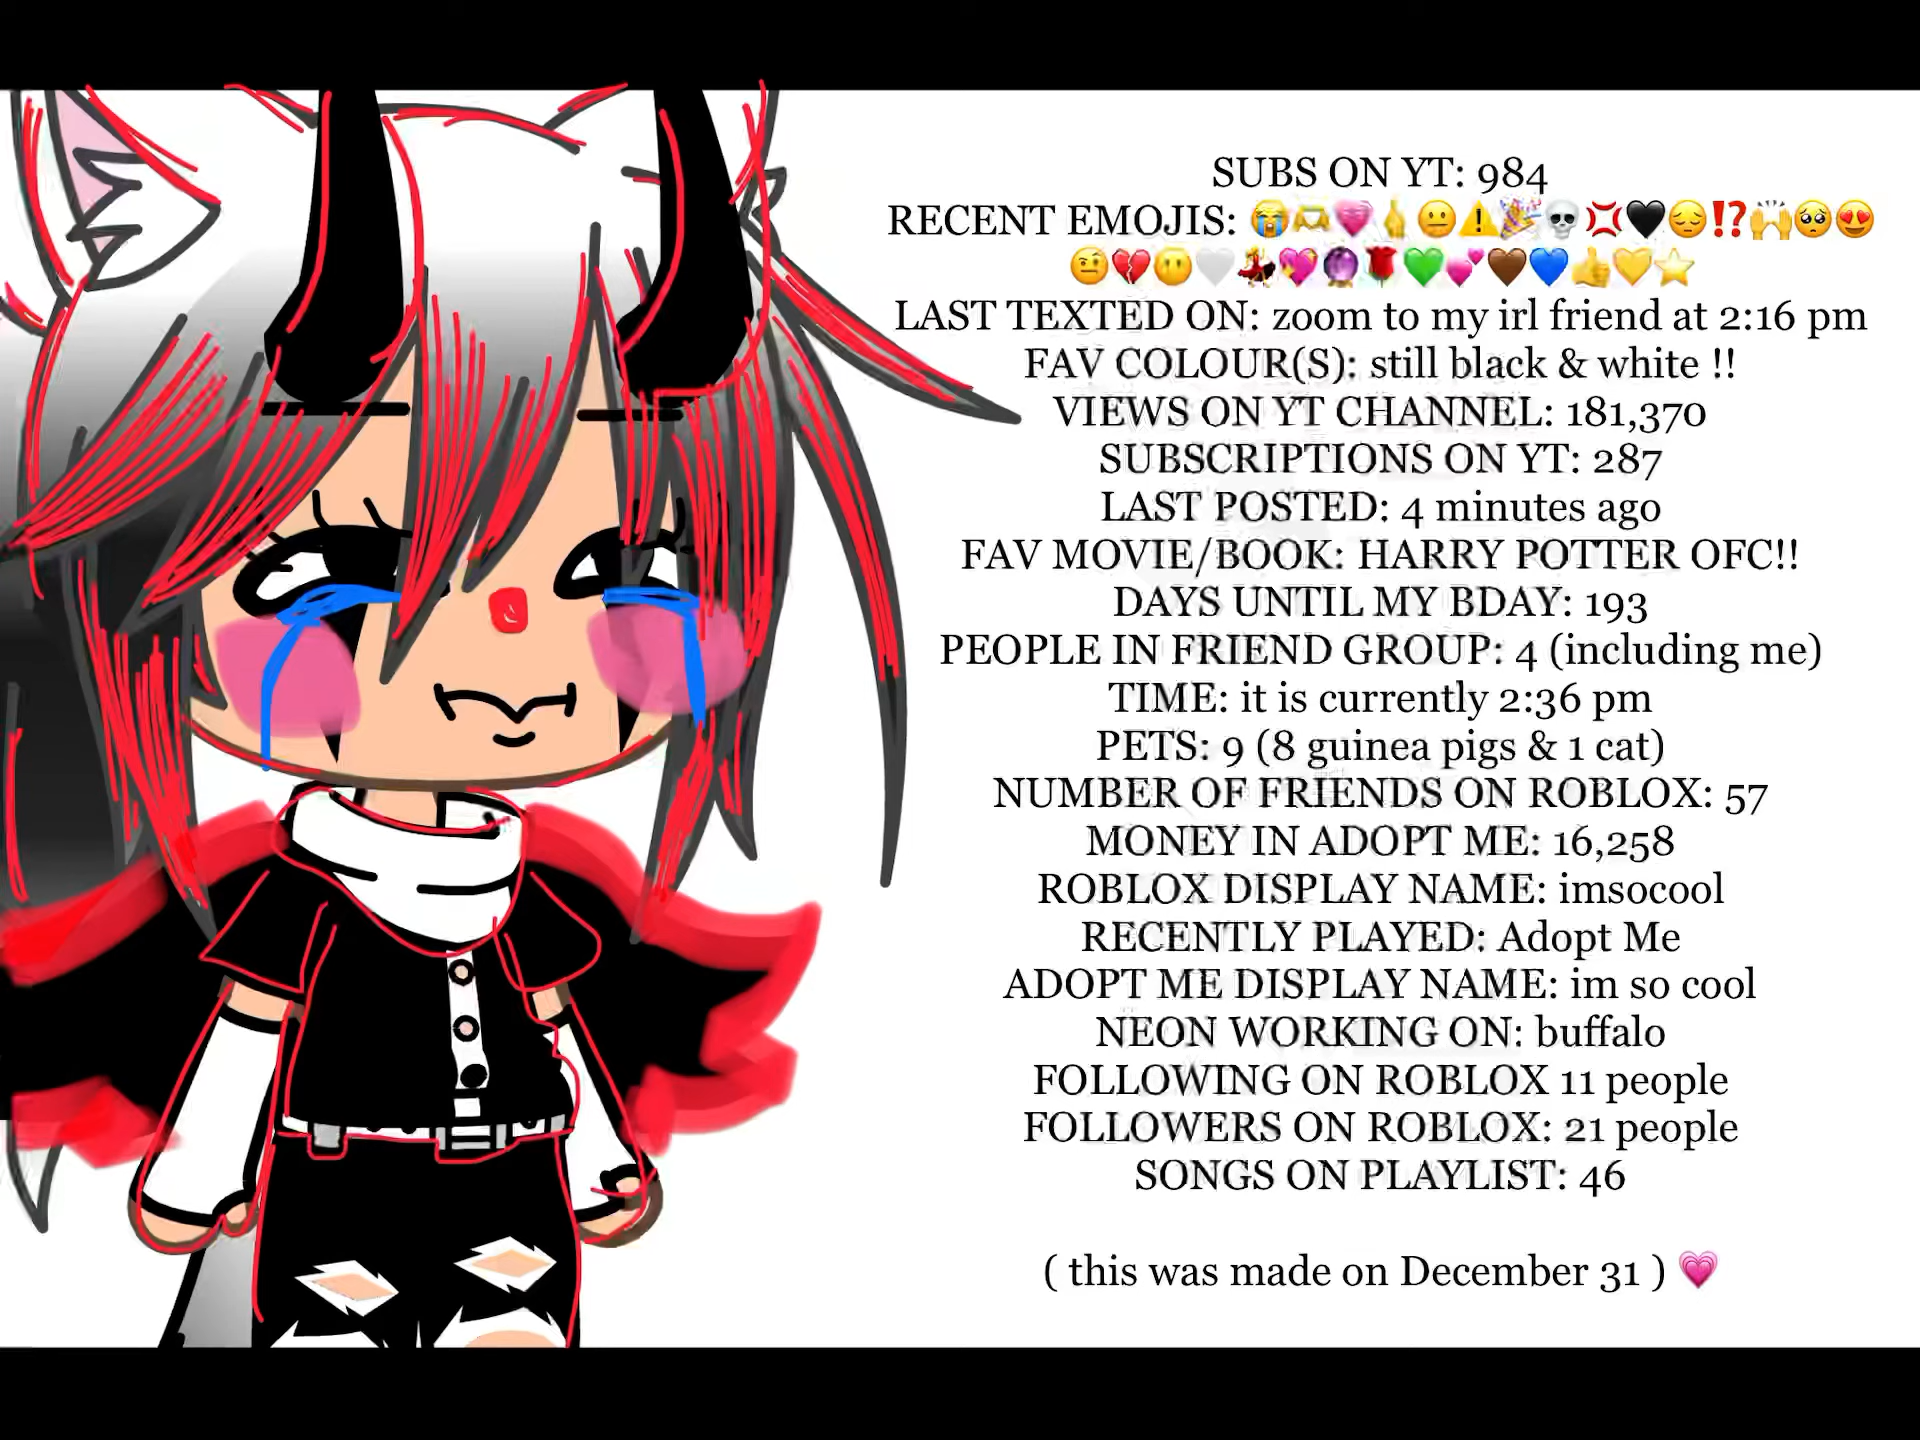 SUBS ON YT: 984
RECENT EMOJIS: 😭🫶💗🖕😐⚠️🎉💀💢🖤😔⁉️🙌🥺😍
🤨💔😶🤍💃💖🔮🌹💚💕🤎💙👍💛⭐
LAST TEXTED ON: zoom to my irl friend at 2:16 pm
FAV COLOUR(S): still black & white !!
VIEWS ON YT CHANNEL: 181,370
SUBSCRIPTIONS ON YT: 287
LAST POSTED: 4 minutes ago
FAV MOVIE/BOOK: HARRY POTTER OFC!!
DAYS UNTIL MY BDAY: 193
PEOPLE IN FRIEND GROUP: 4 (including me)
TIME: it is currently 2:36 pm
PETS: 9 (8 guinea pigs & 1 cat)
NUMBER OF FRIENDS ON ROBLOX: 57
MONEY IN ADOPT ME: 16,258
ROBLOX DISPLAY NAME: imsocool
RECENTLY PLAYED: Adopt Me
ADOPT ME DISPLAY NAME: im so cool
NEON WORKING ON: buffalo
FOLLOWING ON ROBLOX 11 people
FOLLOWERS ON ROBLOX: 21 people
SONGS ON PLAYLIST: 46
( this was made on December 31 ) 💗